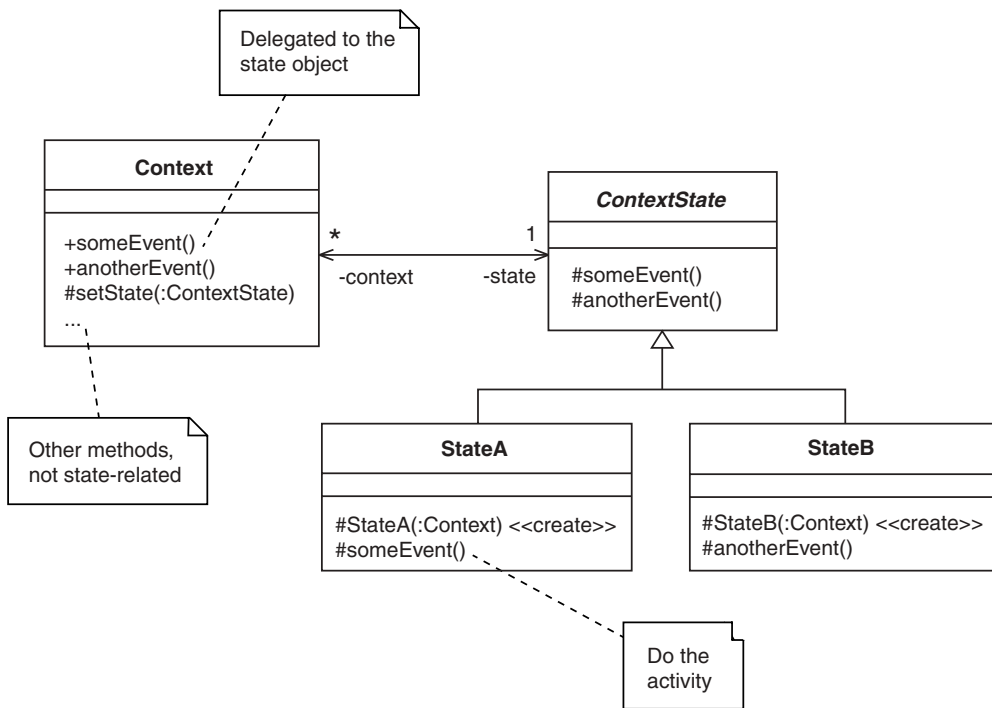 Delegated to the
state object
Context
+someEvent()
+anotherEvent()
#setState(:ContextState)
...
*
1
-context
-state
ContextState
#someEvent()
#anotherEvent()
Other methods,
not state-related
StateA
#StateA(:Context) <<create>>
#someEvent()
StateB
#StateB(:Context) <<create>>
#anotherEvent()
Do the
activity